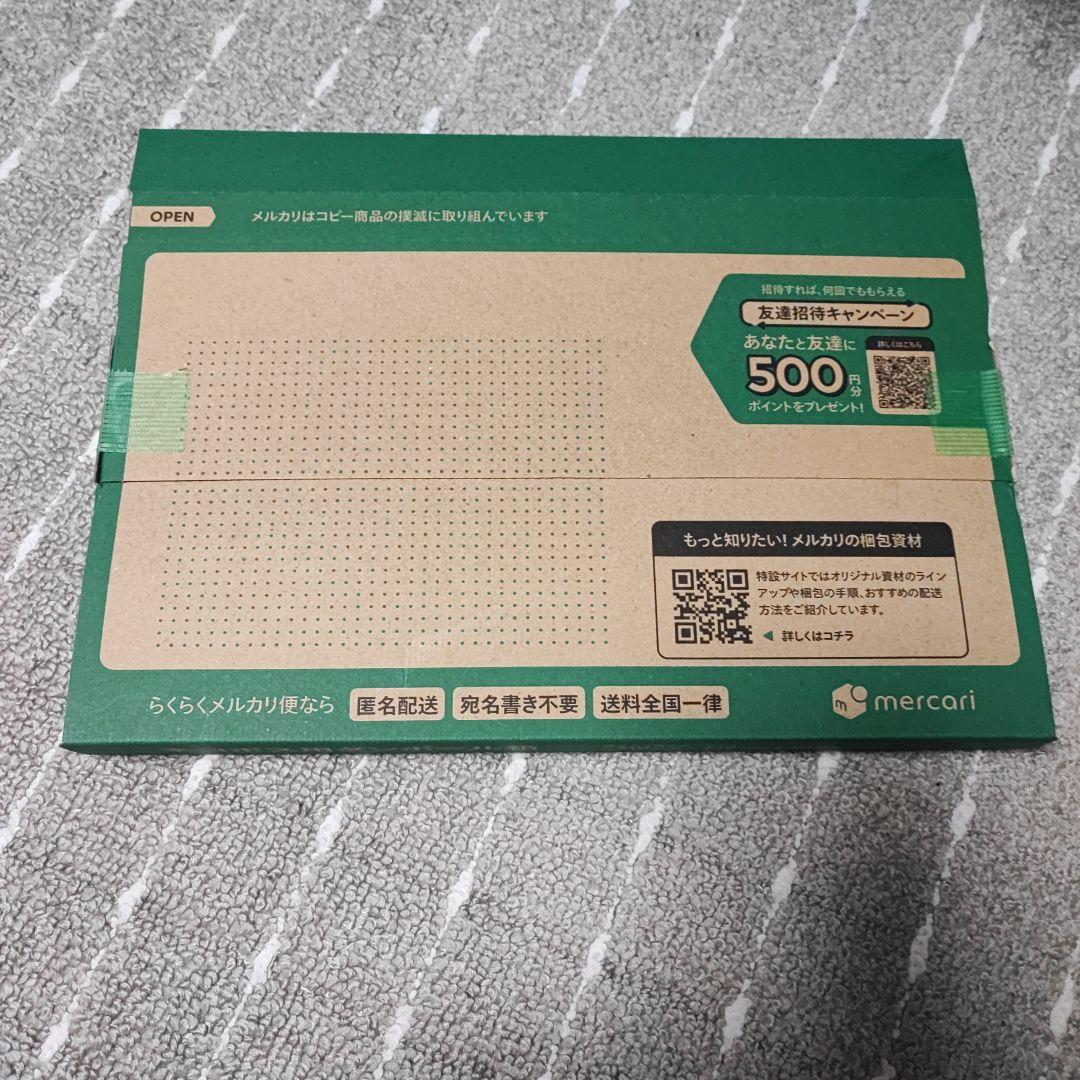 OPEN
メルカリはコピー商品の撲滅に取り組んでいます
招待すれば、何回でももらえる
友達招待キャンペーン
あなたと友達に
500円分
ポイントをプレゼント!
詳しくはこちら
もっと知りたい!メルカリの梱包資材
特設サイトではオリジナル資材のライン
アップや梱包の手順、おすすめの配送
方法をご紹介しています。
詳しくはコチラ
らくらくメルカリ便なら 匿名配送 宛名書き不要 送料全国一律
m mercari